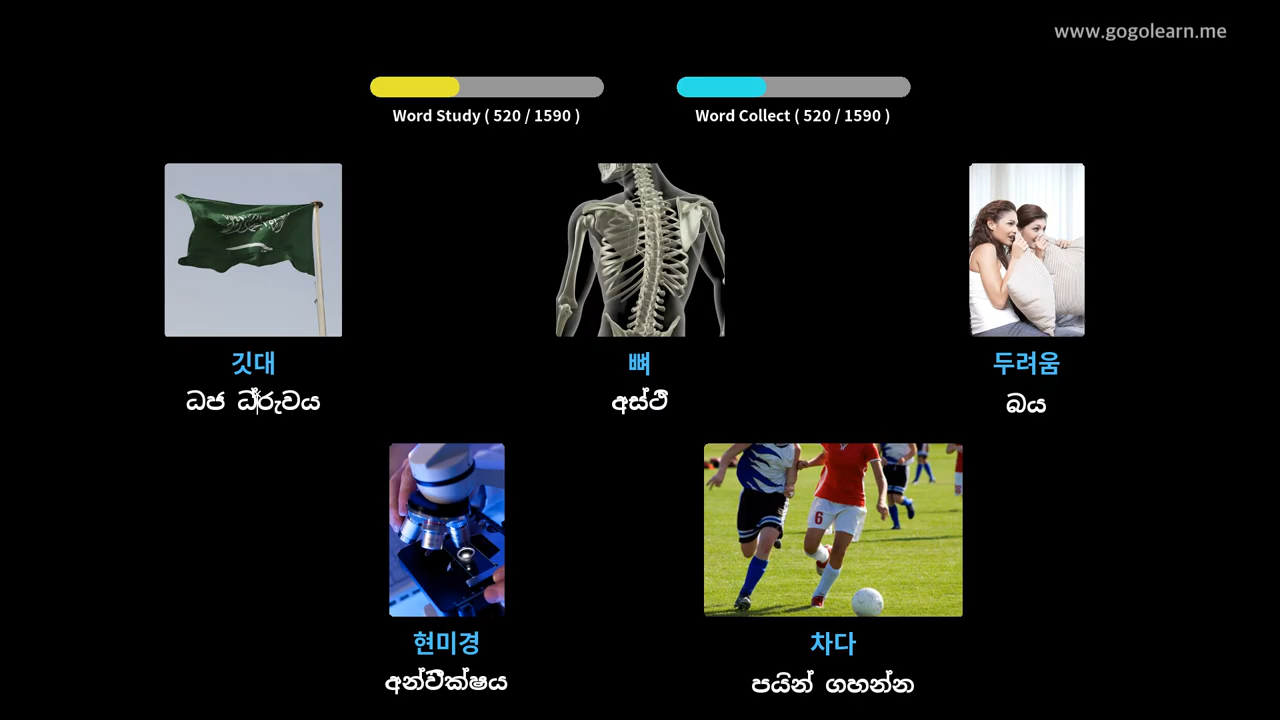 www.gogolearn.me
Word Study ( 520 / 1590 )
Word Collect ( 520 / 1590 )
깃대
ධජ ධ්‍රැවය
뼈
අස්ථි
두려움
බය
현미경
අන්වීක්ෂය
차다
පයින් ගහන්න
6